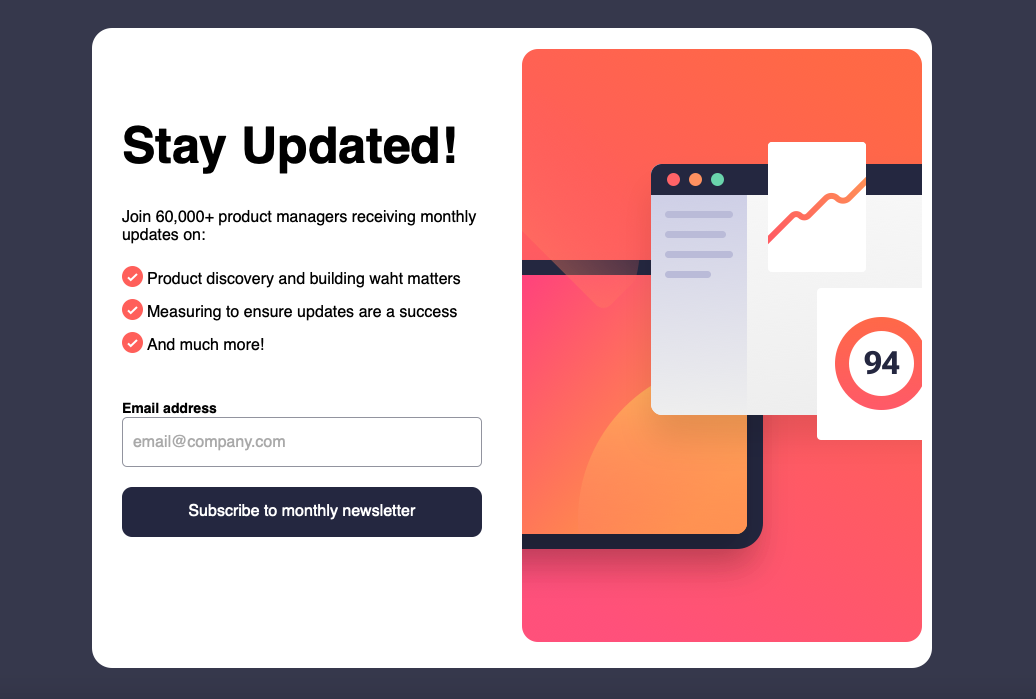 Stay Updated!
Join 60,000+ product managers receiving monthly
updates on:
Product discovery and building waht matters
Measuring to ensure updates are a success
And much more!
Email address
email@company.com
Subscribe to monthly newsletter
94